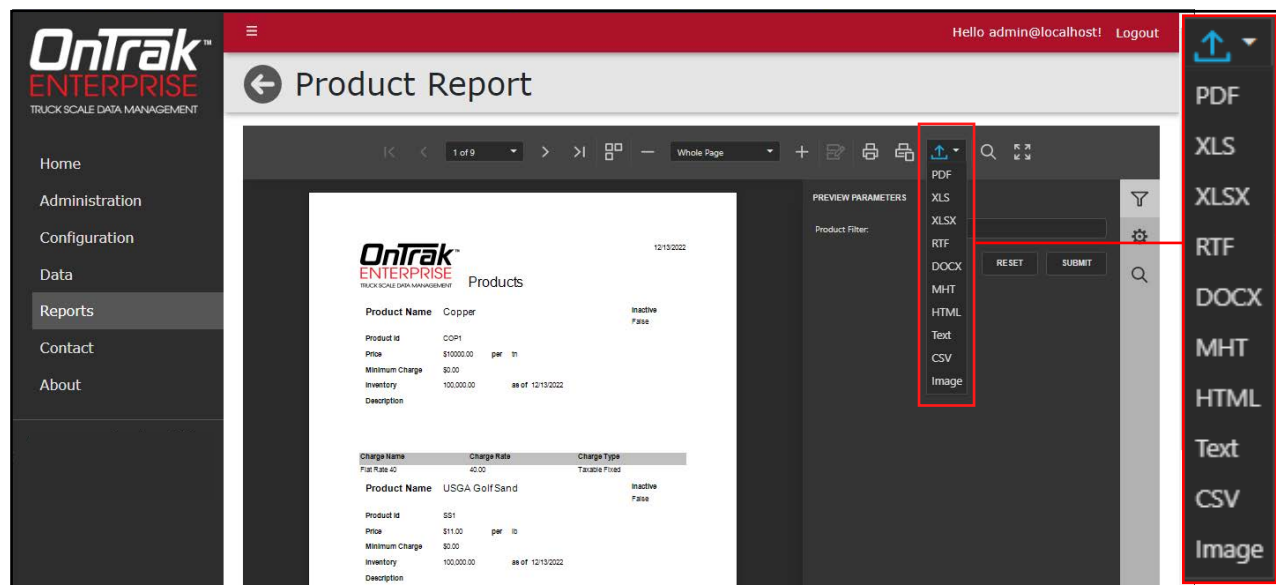 OnTrak™
ENTERPRISE
TRUCK SCALE DATA MANAGEMENT
Home
Administration
Configuration
Data
Reports
Contact
About
Hello admin@localhost! Logout
Product Report
1 of 9
Whole Page
PDF
XLS
XLSX
RTF
DOCX
MHT
HTML
Text
CSV
Image
PREVIEW PARAMETERS
Product Filter:
RESET SUBMIT
OnTrak™
ENTERPRISE
TRUCK SCALE DATA MANAGEMENT
12/13/2022
Products
Product Name Copper Inactive
False
Product Id COP1
Price $10000.00 per tn
Minimum Charge $0.00
Inventory 100,000.00 as of 12/13/2022
Description
Charge Name Charge Rate Charge Type
Flat Rate 40 40.00 Taxable Fixed
Product Name USGA Golf Sand Inactive
False
Product Id SS1
Price $11.00 per lb
Minimum Charge $0.00
Inventory 100,000.00 as of 12/13/2022
Description
PDF
XLS
XLSX
RTF
DOCX
MHT
HTML
Text
CSV
Image